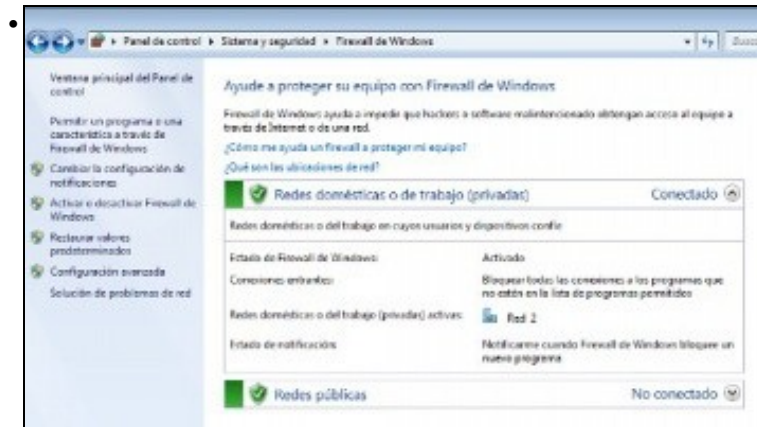 Panel de control ▸ Sistema y seguridad ▸ Firewall de Windows
Ventana principal del Panel de
control
Permitir un programa o una
característica a través de
Firewall de Windows
Cambiar la configuración de
notificaciones
Activar o desactivar Firewall de
Windows
Restaurar valores
predeterminados
Configuración avanzada
Solución de problemas de red
Ayude a proteger su equipo con Firewall de Windows
Firewall de Windows ayuda a impedir que hackers o software malintencionado obtengan acceso al equipo a
través de Internet o de una red.
¿Cómo me ayuda un firewall a proteger mi equipo?
¿Qué son las ubicaciones de red?
Redes domésticas o de trabajo (privadas) Conectado
Redes domésticas o del trabajo en cuyos usuarios y dispositivos confíe
Estado de Firewall de Windows: Activado
Conexiones entrantes: Bloquear todas las conexiones a los programas que
no estén en la lista de programas permitidos
Redes domésticas o del trabajo (privadas) activas: Red 2
Estado de notificación: Notificarme cuando Firewall de Windows bloquee un
nuevo programa
Redes públicas No conectado